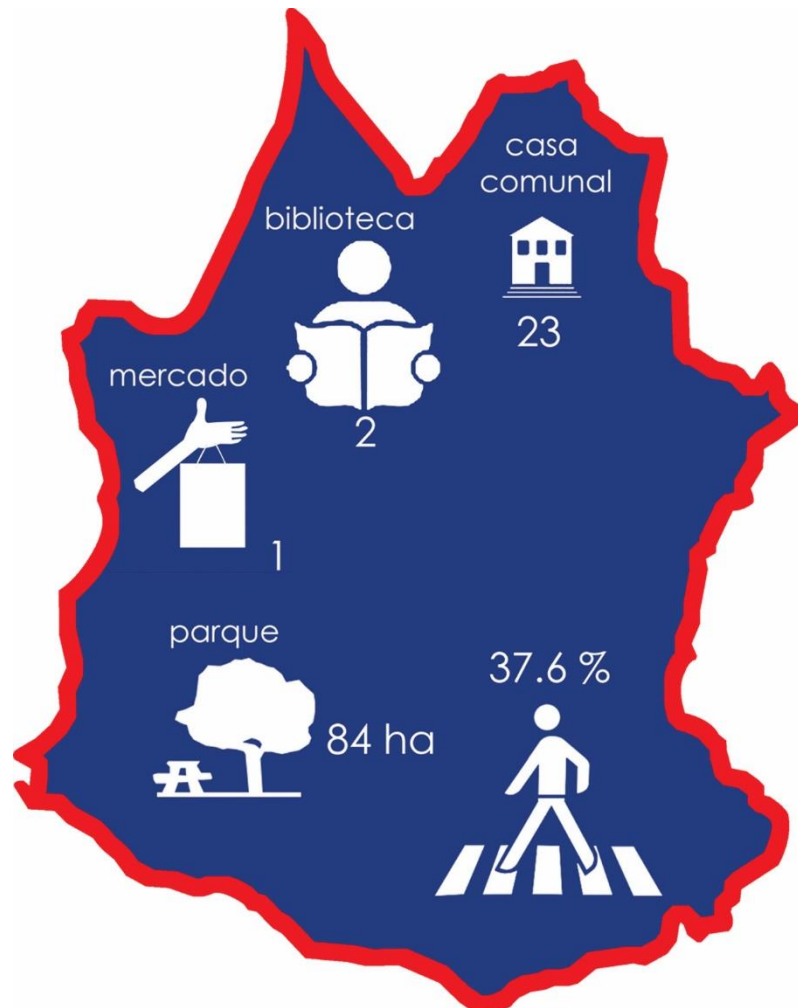 casa
comunal
23
biblioteca
2
mercado
1
parque
84 ha
37.6 %